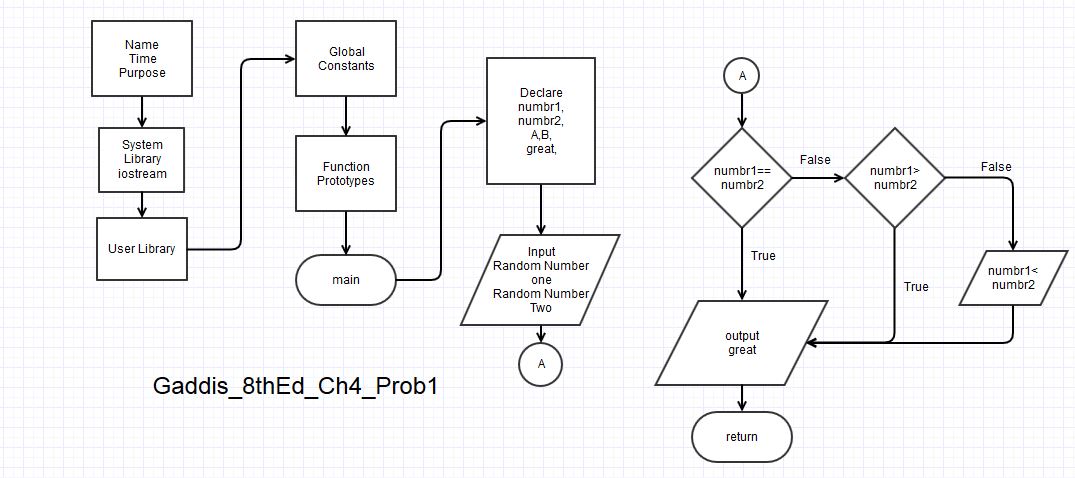 Name
Time
Purpose
System
Library
iostream
User Library
Global
Constants
Function
Prototypes
main
Declare
numbr1,
numbr2,
A,B,
great,
Input
Random Number
one
Random Number
Two
A
A
numbr1==
numbr2
False
True
numbr1>
numbr2
False
True
numbr1<
numbr2
output
great
return
Gaddis_8thEd_Ch4_Prob1